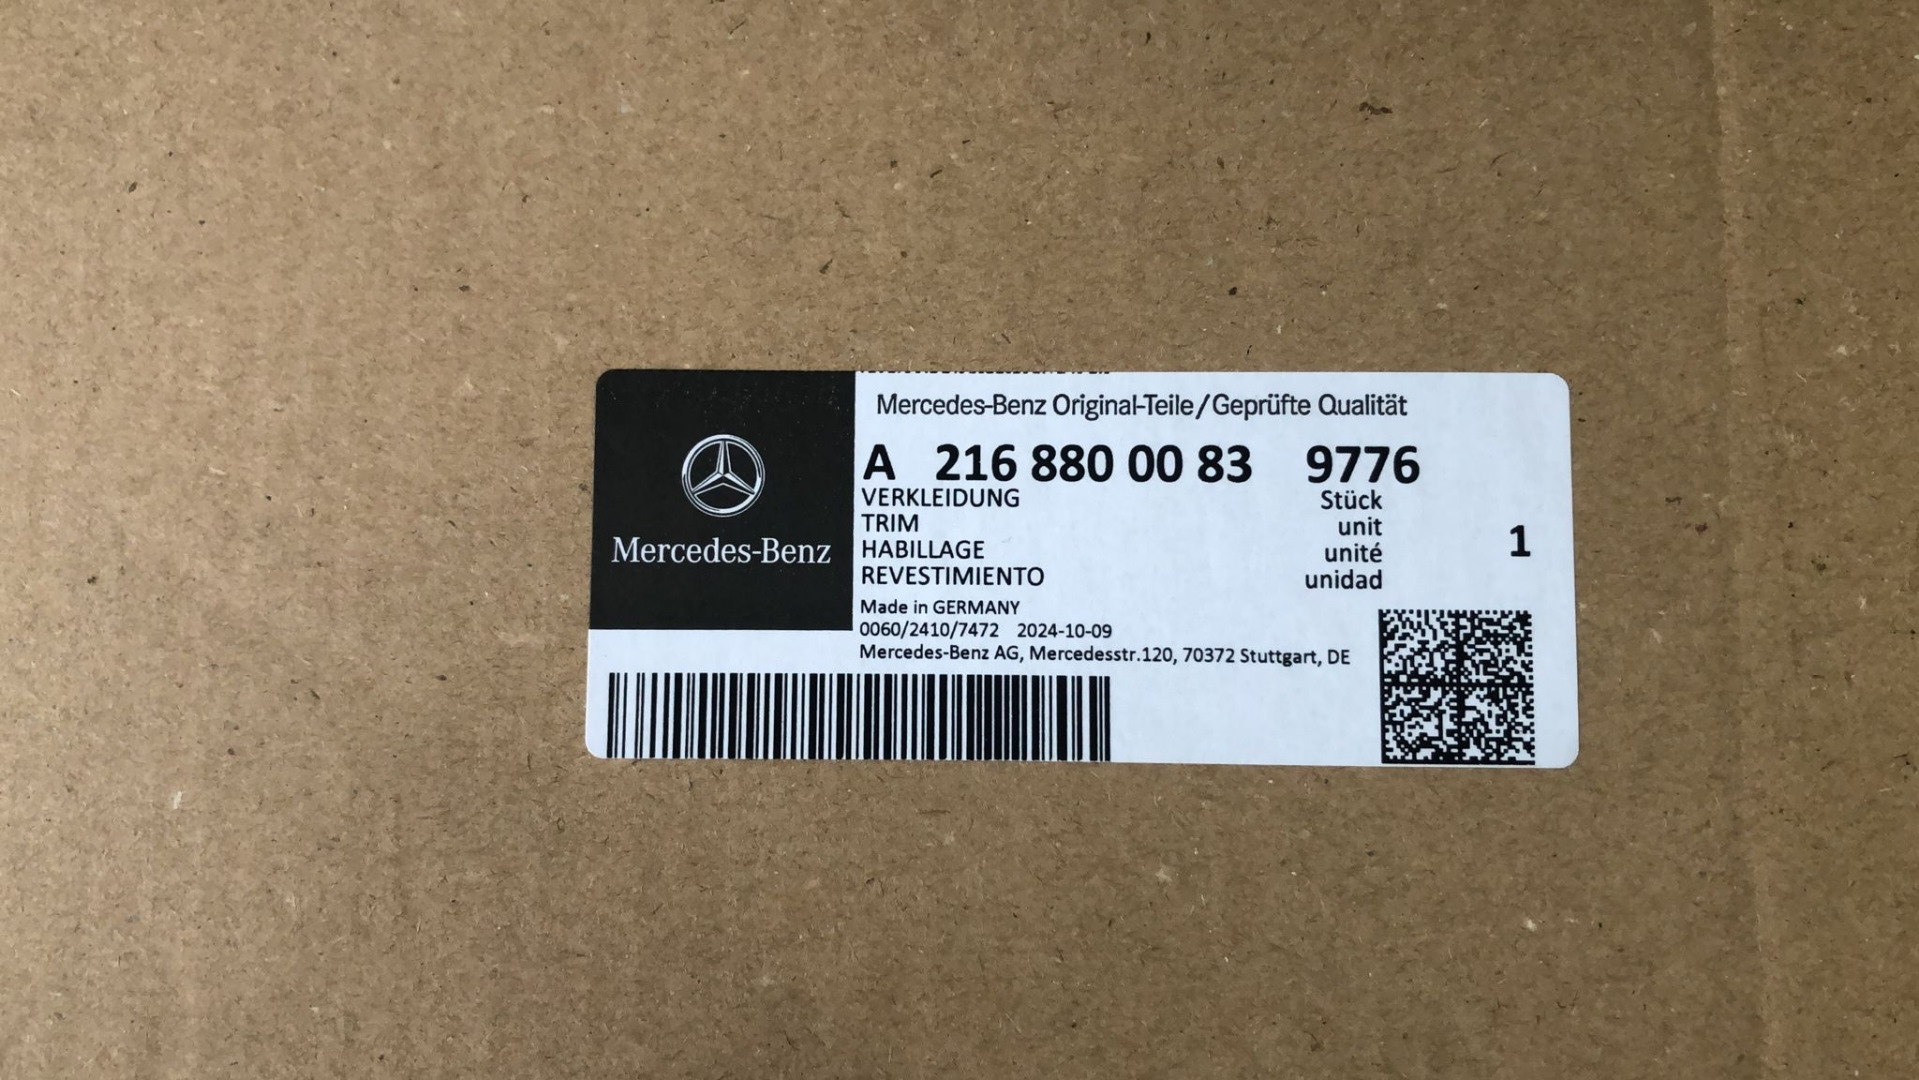 Mercedes-Benz
Mercedes-Benz Original-Teile/Geprüfte Qualität
A 216 880 00 83 9776
VERKLEIDUNG Stück
TRIM unit
HABILLAGE unité
REVESTIMIENTO unidad
1
Made in GERMANY
0060/2410/7472 2024-10-09
Mercedes-Benz AG, Mercedesstr.120, 70372 Stuttgart, DE